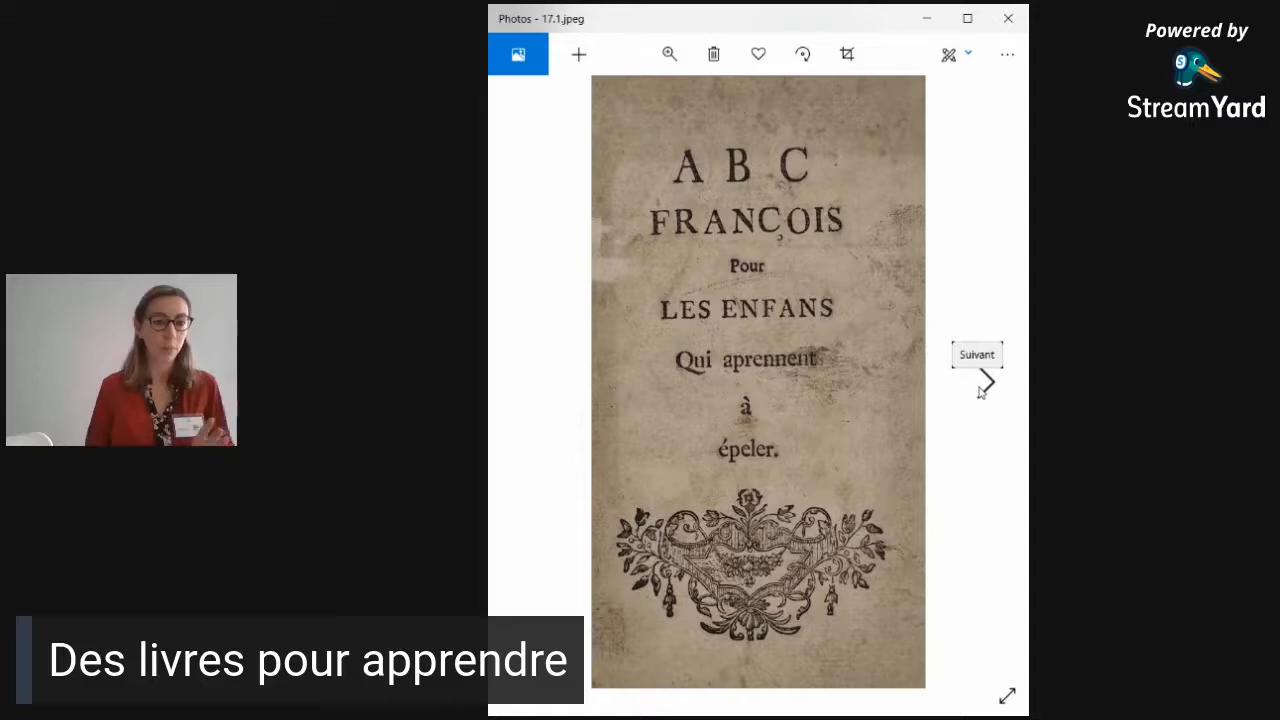 Photos - 17.1.jpeg
Powered by
StreamYard
A B C
FRANÇOIS
Pour
LES ENFANS
Qui aprennent
à
épeler.
Suivant
Des livres pour apprendre